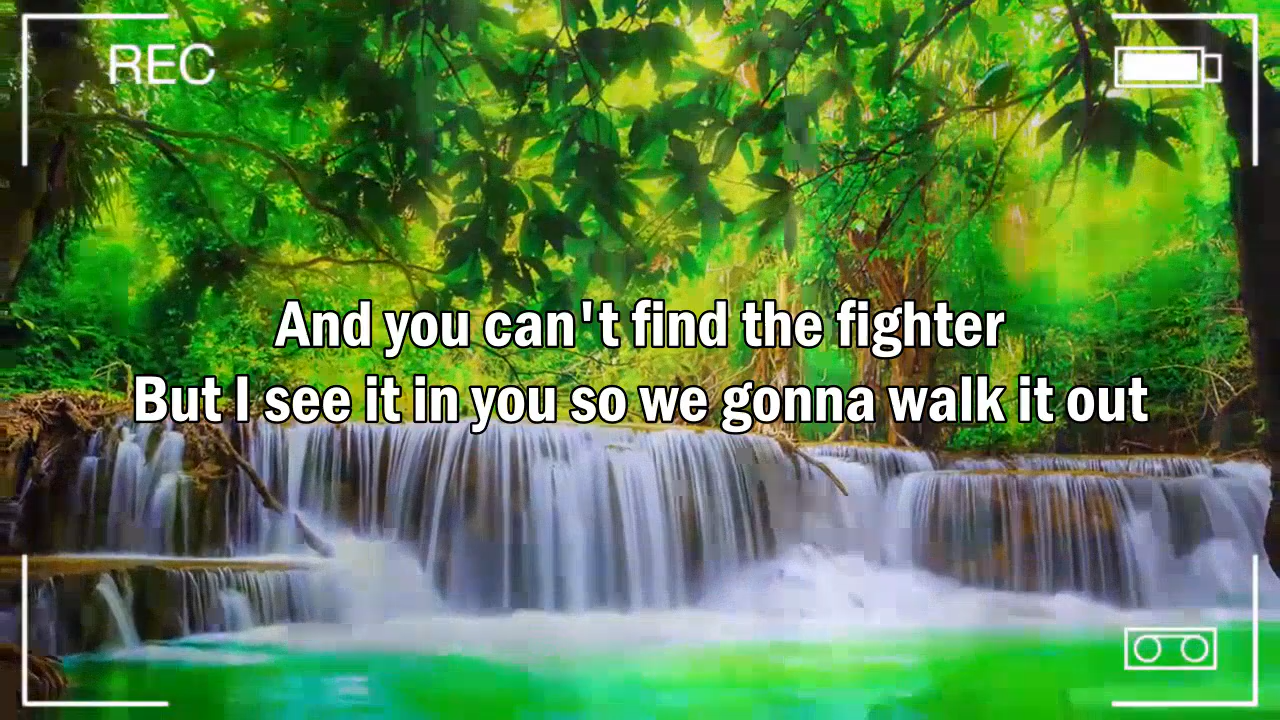 REC
And you can't find the fighter
But I see it in you so we gonna walk it out